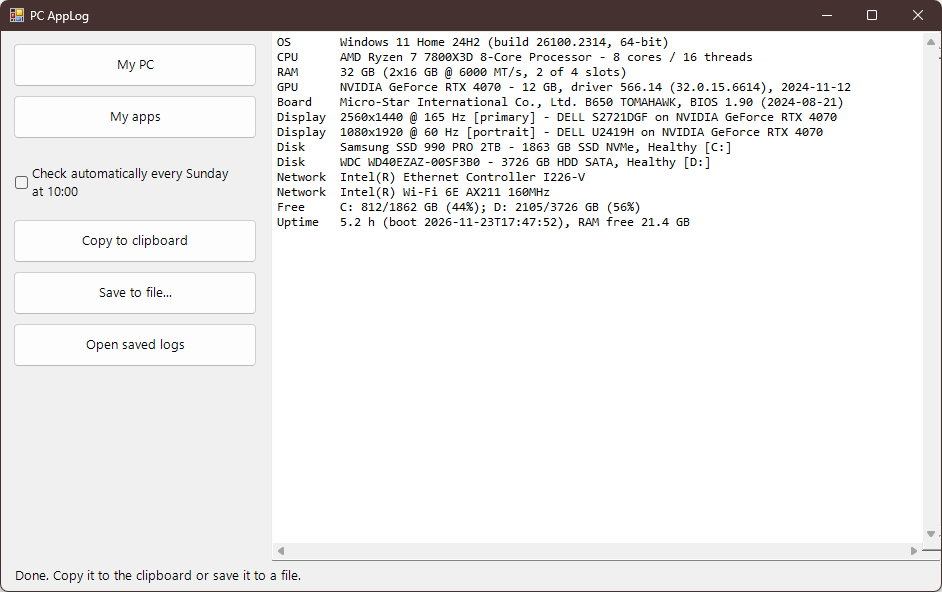 PC AppLog
My PC
My apps
Check automatically every Sunday
at 10:00
Copy to clipboard
Save to file...
Open saved logs
OS Windows 11 Home 24H2 (build 26100.2314, 64-bit)
CPU AMD Ryzen 7 7800X3D 8-Core Processor - 8 cores / 16 threads
RAM 32 GB (2x16 GB @ 6000 MT/s, 2 of 4 slots)
GPU NVIDIA GeForce RTX 4070 - 12 GB, driver 566.14 (32.0.15.6614), 2024-11-12
Board Micro-Star International Co., Ltd. B650 TOMAHAWK, BIOS 1.90 (2024-08-21)
Display 2560x1440 @ 165 Hz [primary] - DELL S2721DGF on NVIDIA GeForce RTX 4070
Display 1080x1920 @ 60 Hz [portrait] - DELL U2419H on NVIDIA GeForce RTX 4070
Disk Samsung SSD 990 PRO 2TB - 1863 GB SSD NVMe, Healthy [C:]
Disk WDC WD40EZAZ-00SF3B0 - 3726 GB HDD SATA, Healthy [D:]
Network Intel(R) Ethernet Controller I226-V
Network Intel(R) Wi-Fi 6E AX211 160MHz
Free C: 812/1862 GB (44%); D: 2105/3726 GB (56%)
Uptime 5.2 h (boot 2026-11-23T17:47:52), RAM free 21.4 GB
Done. Copy it to the clipboard or save it to a file.